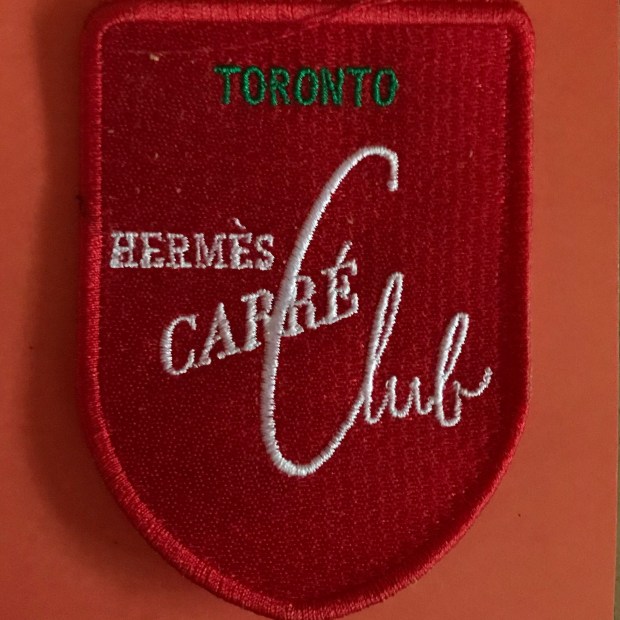 TORONTO
HERMÈS
CARRÉ
Club